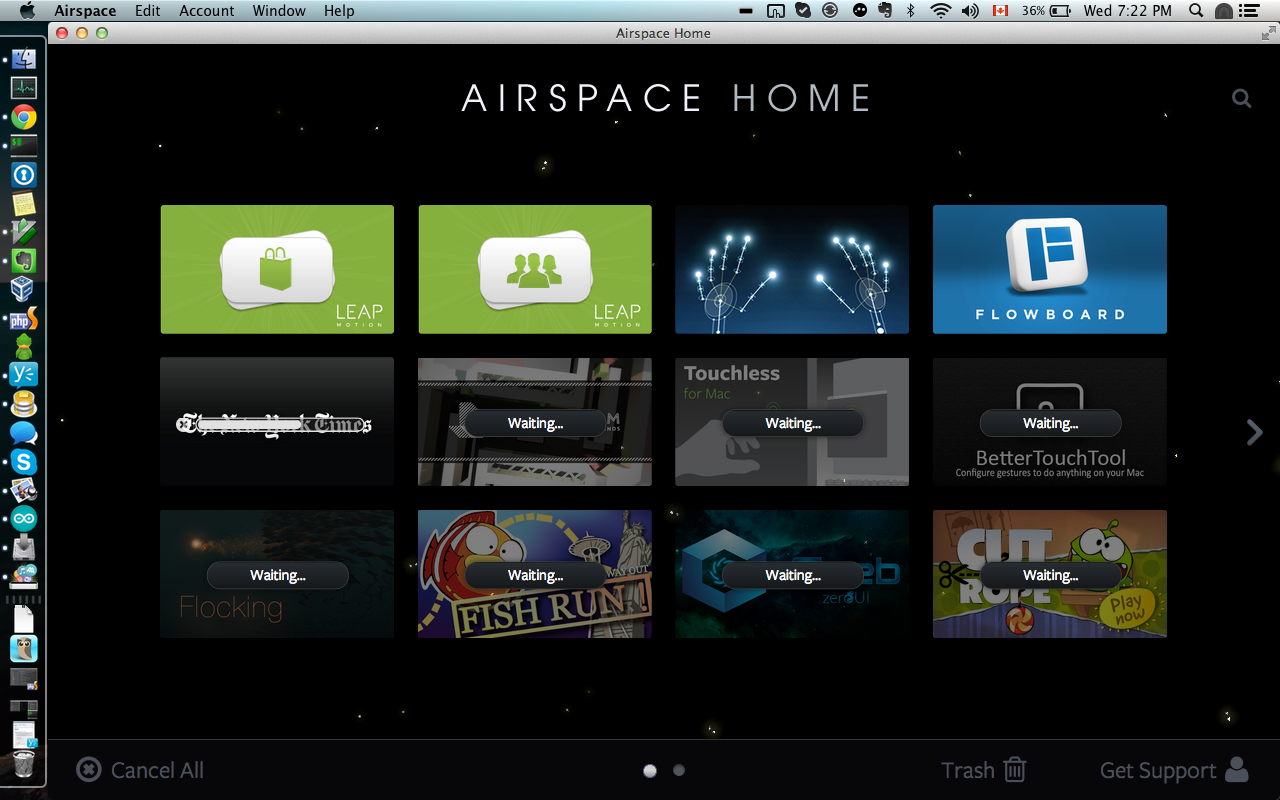 Airspace Edit Account Window Help 36% Wed 7:22 PM
Airspace Home
AIRSPACE HOME
LEAP
MOTION
LEAP
MOTION
FLOWBOARD
The New York Times
Waiting...
Touchless
for Mac
Waiting...
Waiting...
BetterTouchTool
Configure gestures to do anything on your Mac
Waiting...
Flocking
Waiting...
WAY OUT
FISH RUN!
Waiting...
zeroUI
Waiting...
CUT
ROPE
Play
now
Cancel All
Trash
Get Support